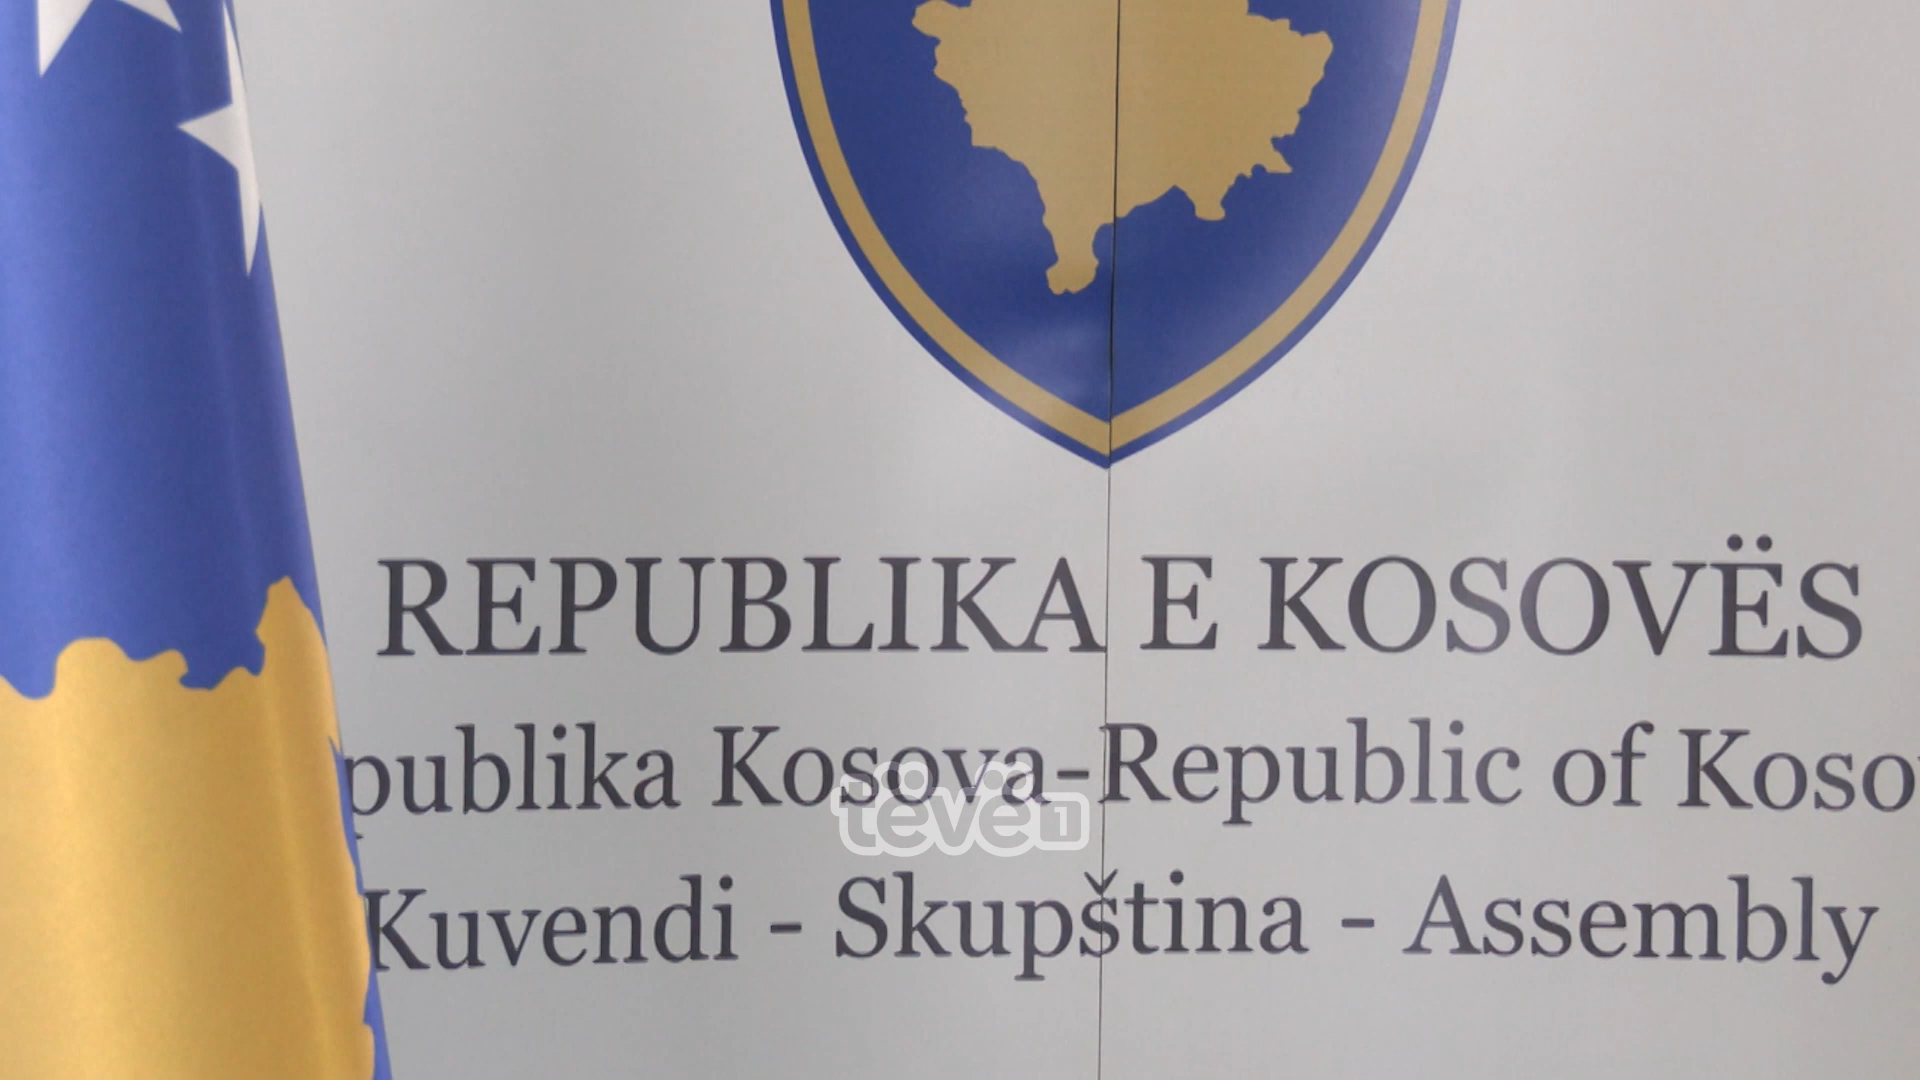 REPUBLIKA E KOSOVËS
publika Kosova-Republic of Koso
tëvë1
Kuvendi - Skupština - Assembly